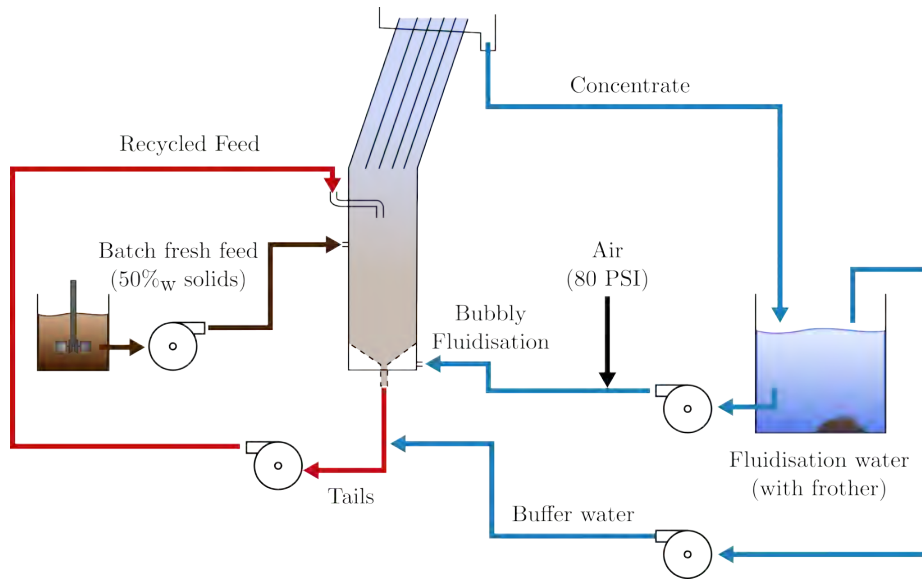 Concentrate
Recycled Feed
Batch fresh feed
(50%w solids)
Air
(80 PSI)
Bubbly
Fluidisation
Fluidisation water
(with frother)
Tails
Buffer water